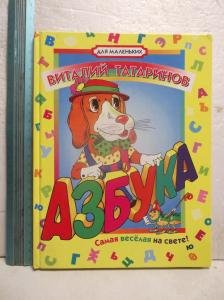 ДЛЯ МАЛЕНЬКИХ
ВИТАЛИЙ ТАТАРИНОВ
АЗБУКА
Самая весёлая на свете!